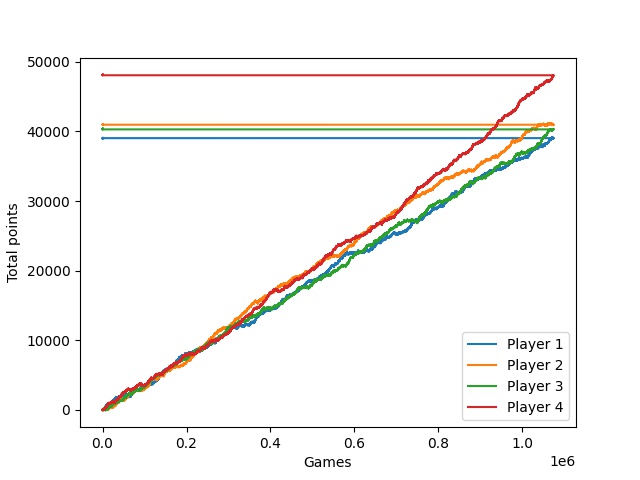 50000
40000
30000
20000
10000
0
Total points
0.0 0.2 0.4 0.6 0.8 1.0
1e6
Games
Player 1
Player 2
Player 3
Player 4